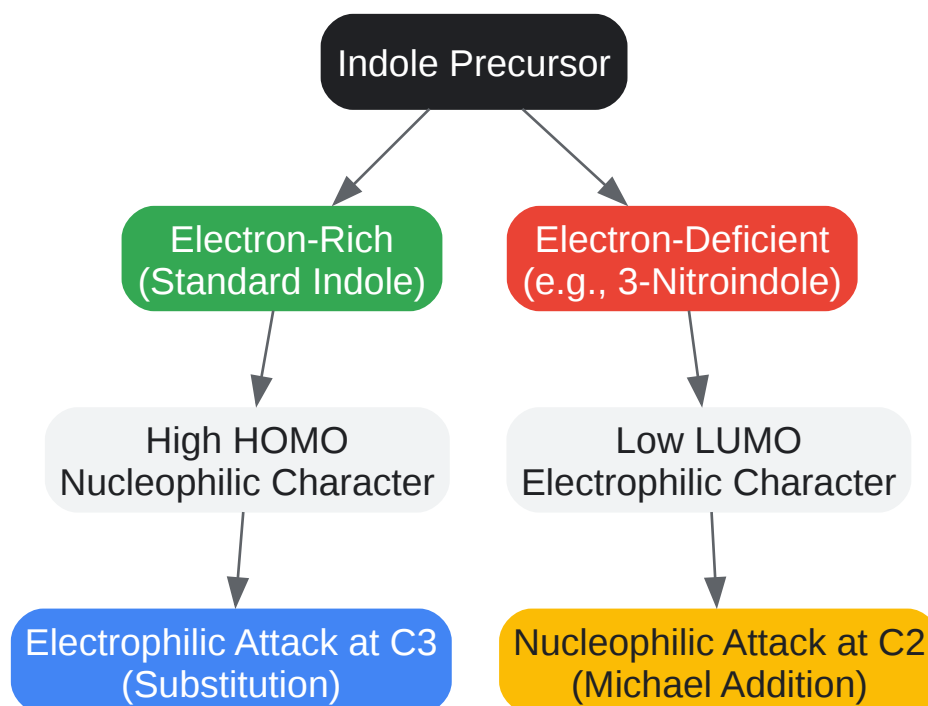 Indole Precursor
Electron-Rich
(Standard Indole)
Electron-Deficient
(e.g., 3-Nitroindole)
High HOMO
Nucleophilic Character
Low LUMO
Electrophilic Character
Electrophilic Attack at C3
(Substitution)
Nucleophilic Attack at C2
(Michael Addition)